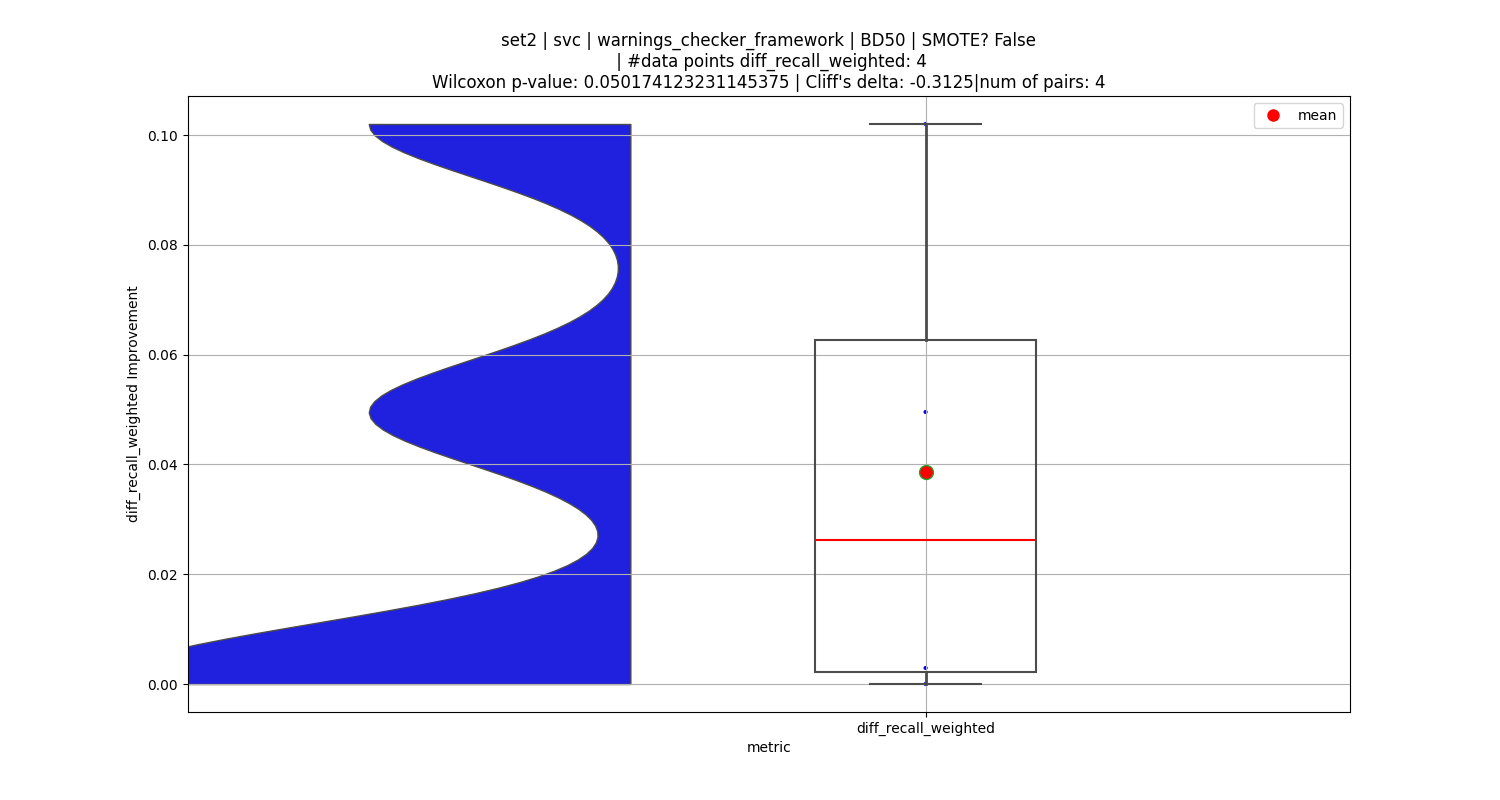 set2 | svc | warnings_checker_framework | BD50 | SMOTE? False
| #data points diff_recall_weighted: 4
Wilcoxon p-value: 0.050174123231145375 | Cliff's delta: -0.3125|num of pairs: 4
mean
0.10
0.08
0.06
0.04
0.02
0.00
diff_recall_weighted Improvement
diff_recall_weighted
metric